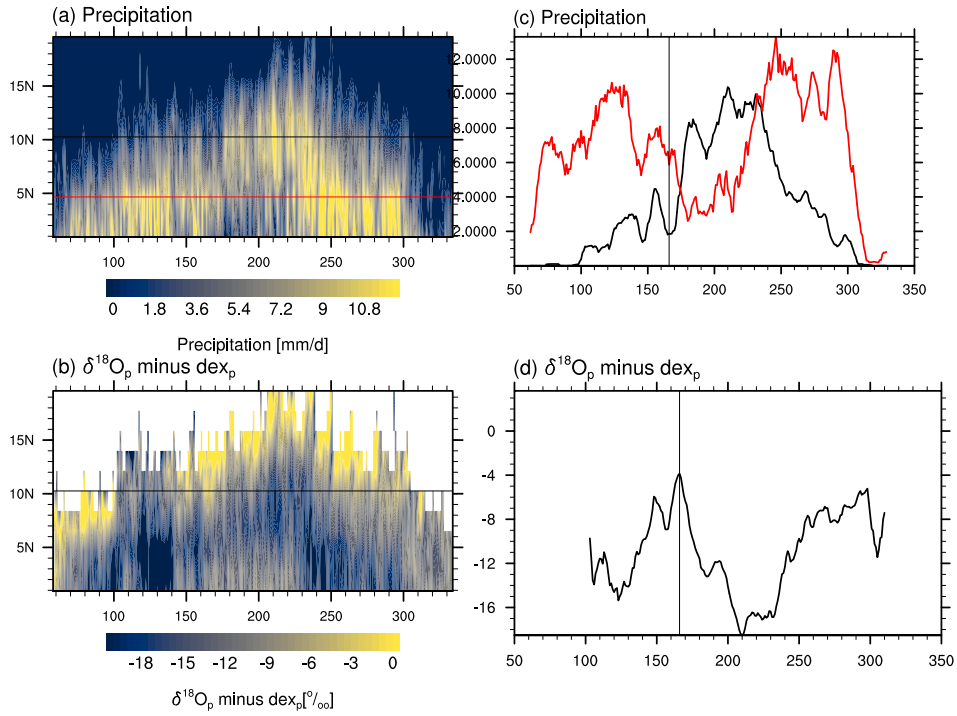 (a) Precipitation
15N
10N
5N
100 150 200 250 300
0 1.8 3.6 5.4 7.2 9 10.8
Precipitation [mm/d]
(c) Precipitation
12.0000
10.0000
8.0000
6.0000
4.0000
2.0000
50 100 150 200 250 300 350
(b) δ¹⁸Oₚ minus dexₚ
15N
10N
5N
100 150 200 250 300
-18 -15 -12 -9 -6 -3 0
δ¹⁸Oₚ minus dexₚ[°/₀₀]
(d) δ¹⁸Oₚ minus dexₚ
0
-4
-8
-12
-16
50 100 150 200 250 300 350